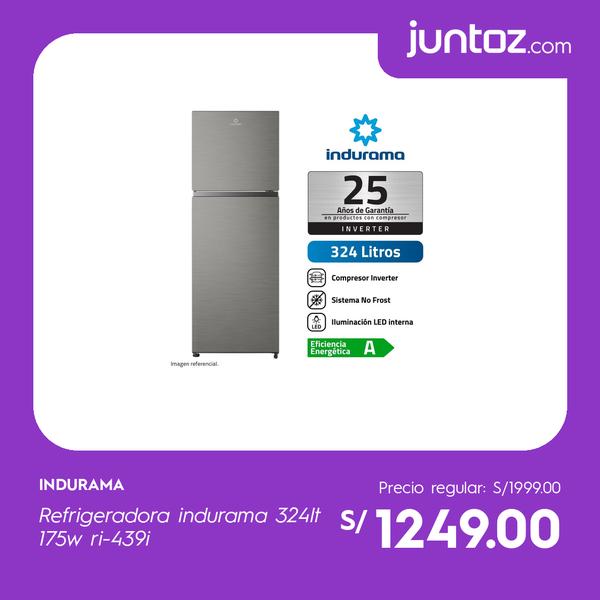 juntoz.com
indurama
25
Años de Garantía
en productos con compresor
INVERTER
324 Litros
Compresor Inverter
Sistema No Frost
LED
Iluminación LED interna
Eficiencia
Energética
A
Imagen referencial.
INDURAMA
Refrigeradora indurama 324lt
175w ri-439i
Precio regular: S/1999.00
S/ 1249.00